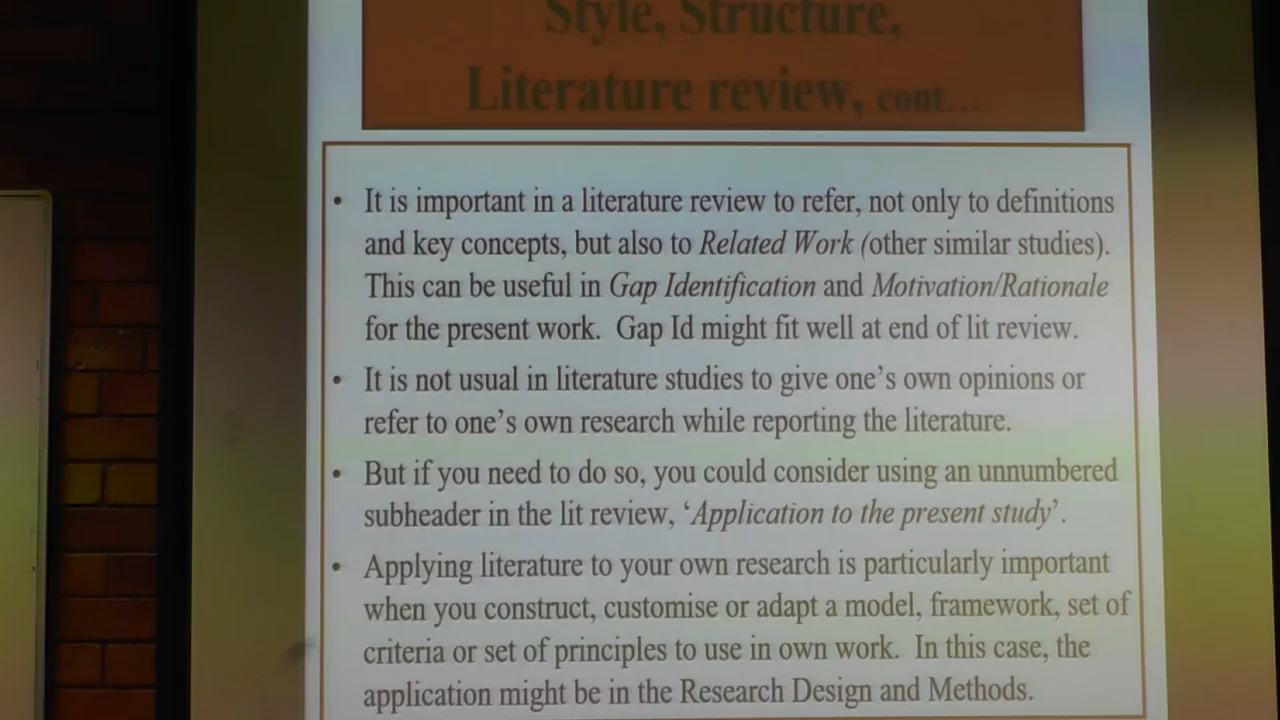 Style, Structure,
Literature review, cont...
• It is important in a literature review to refer, not only to definitions
and key concepts, but also to Related Work (other similar studies).
This can be useful in Gap Identification and Motivation/Rationale
for the present work.  Gap Id might fit well at end of lit review.
• It is not usual in literature studies to give one’s own opinions or
refer to one’s own research while reporting the literature.
• But if you need to do so, you could consider using an unnumbered
subheader in the lit review, ‘Application to the present study’.
• Applying literature to your own research is particularly important
when you construct, customise or adapt a model, framework, set of
criteria or set of principles to use in own work.  In this case, the
application might be in the Research Design and Methods.